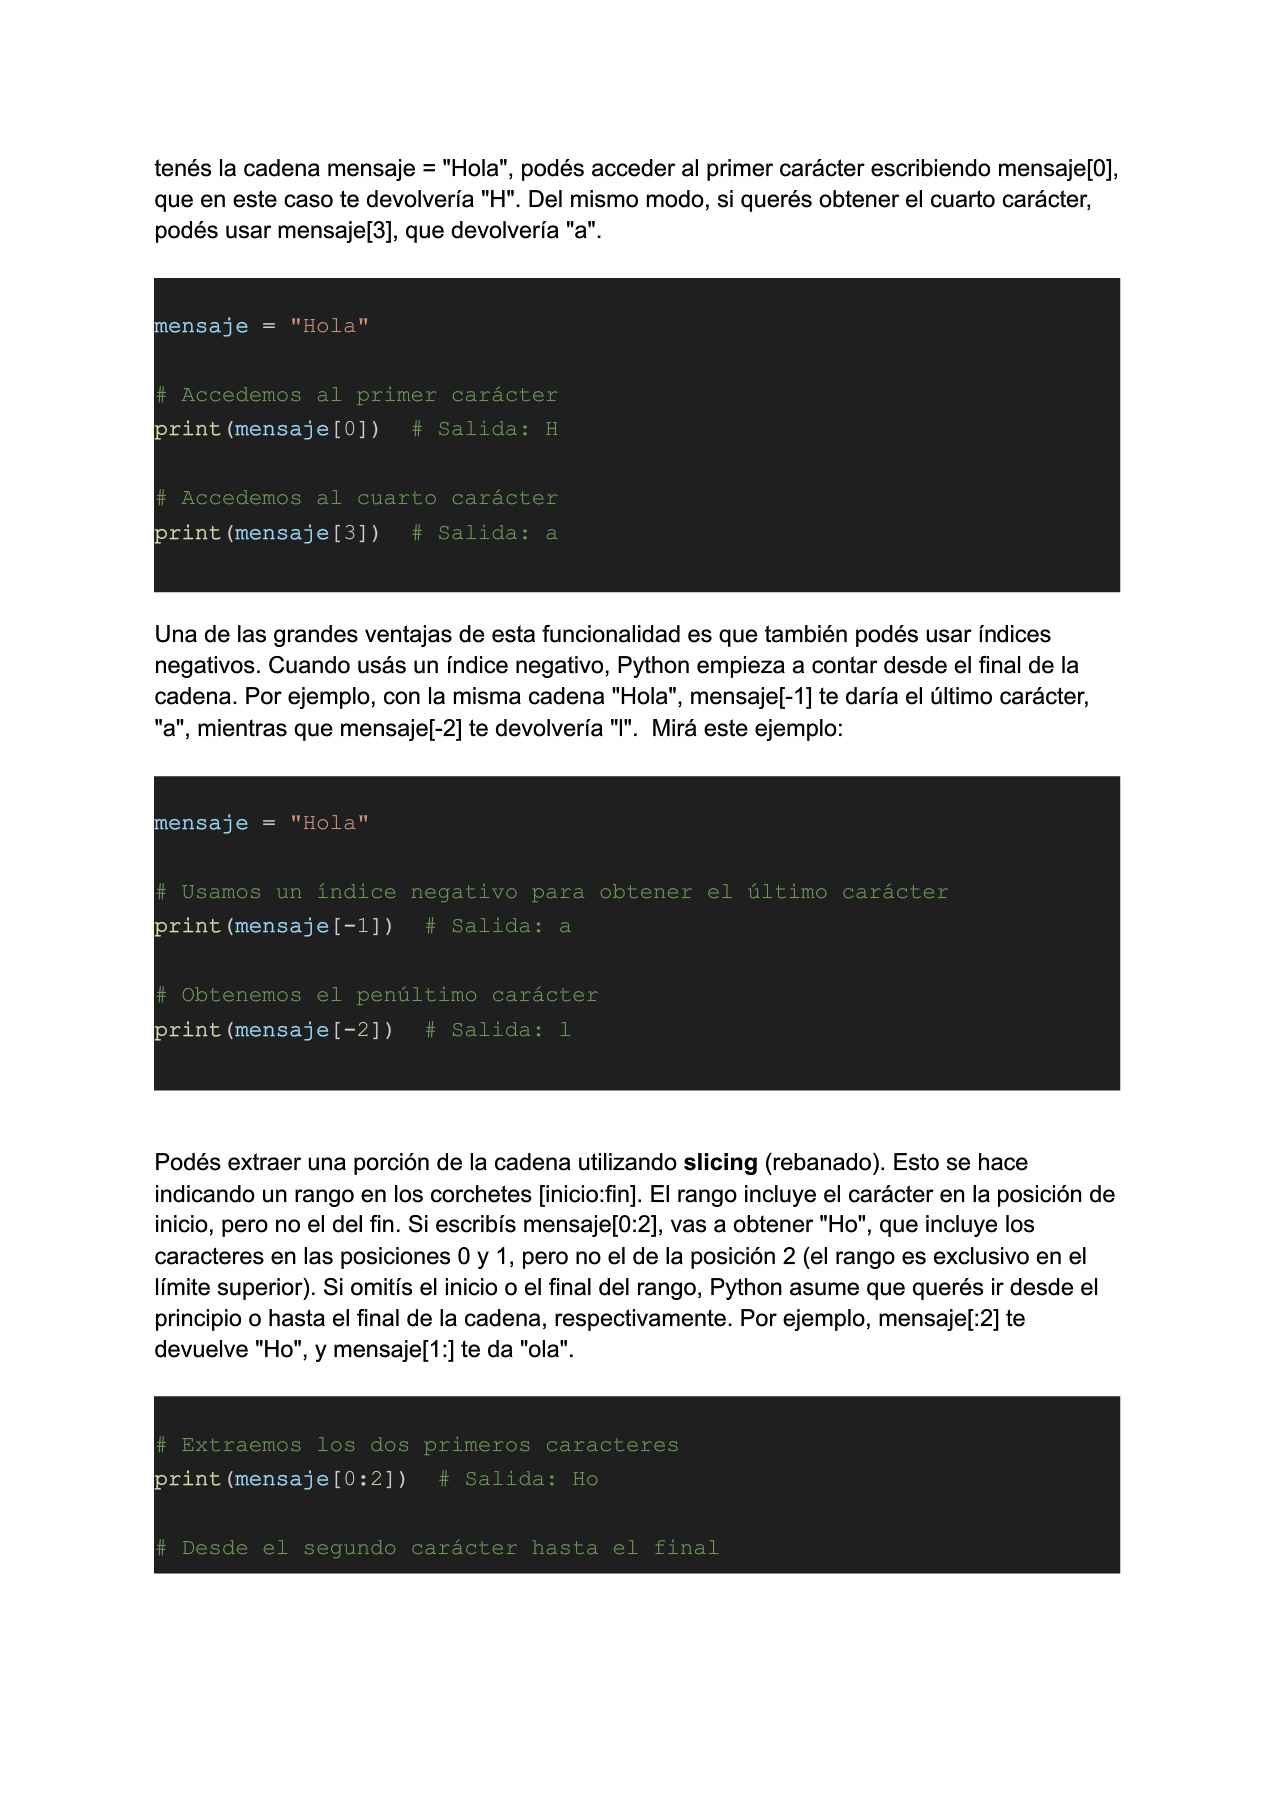 tenés la cadena mensaje = "Hola", podés acceder al primer carácter escribiendo mensaje[0],
que en este caso te devolvería "H". Del mismo modo, si querés obtener el cuarto carácter,
podés usar mensaje[3], que devolvería "a".
mensaje = "Hola"
# Accedemos al primer carácter
print(mensaje[0])  # Salida: H
# Accedemos al cuarto carácter
print(mensaje[3])  # Salida: a
Una de las grandes ventajas de esta funcionalidad es que también podés usar índices
negativos. Cuando usás un índice negativo, Python empieza a contar desde el final de la
cadena. Por ejemplo, con la misma cadena "Hola", mensaje[-1] te daría el último carácter,
"a", mientras que mensaje[-2] te devolvería "l".  Mirá este ejemplo:
mensaje = "Hola"
# Usamos un índice negativo para obtener el último carácter
print(mensaje[-1])  # Salida: a
# Obtenemos el penúltimo carácter
print(mensaje[-2])  # Salida: l
Podés extraer una porción de la cadena utilizando slicing (rebanado). Esto se hace
indicando un rango en los corchetes [inicio:fin]. El rango incluye el carácter en la posición de
inicio, pero no el del fin. Si escribís mensaje[0:2], vas a obtener "Ho", que incluye los
caracteres en las posiciones 0 y 1, pero no el de la posición 2 (el rango es exclusivo en el
límite superior). Si omitís el inicio o el final del rango, Python asume que querés ir desde el
principio o hasta el final de la cadena, respectivamente. Por ejemplo, mensaje[:2] te
devuelve "Ho", y mensaje[1:] te da "ola".
# Extraemos los dos primeros caracteres
print(mensaje[0:2])  # Salida: Ho
# Desde el segundo carácter hasta el final